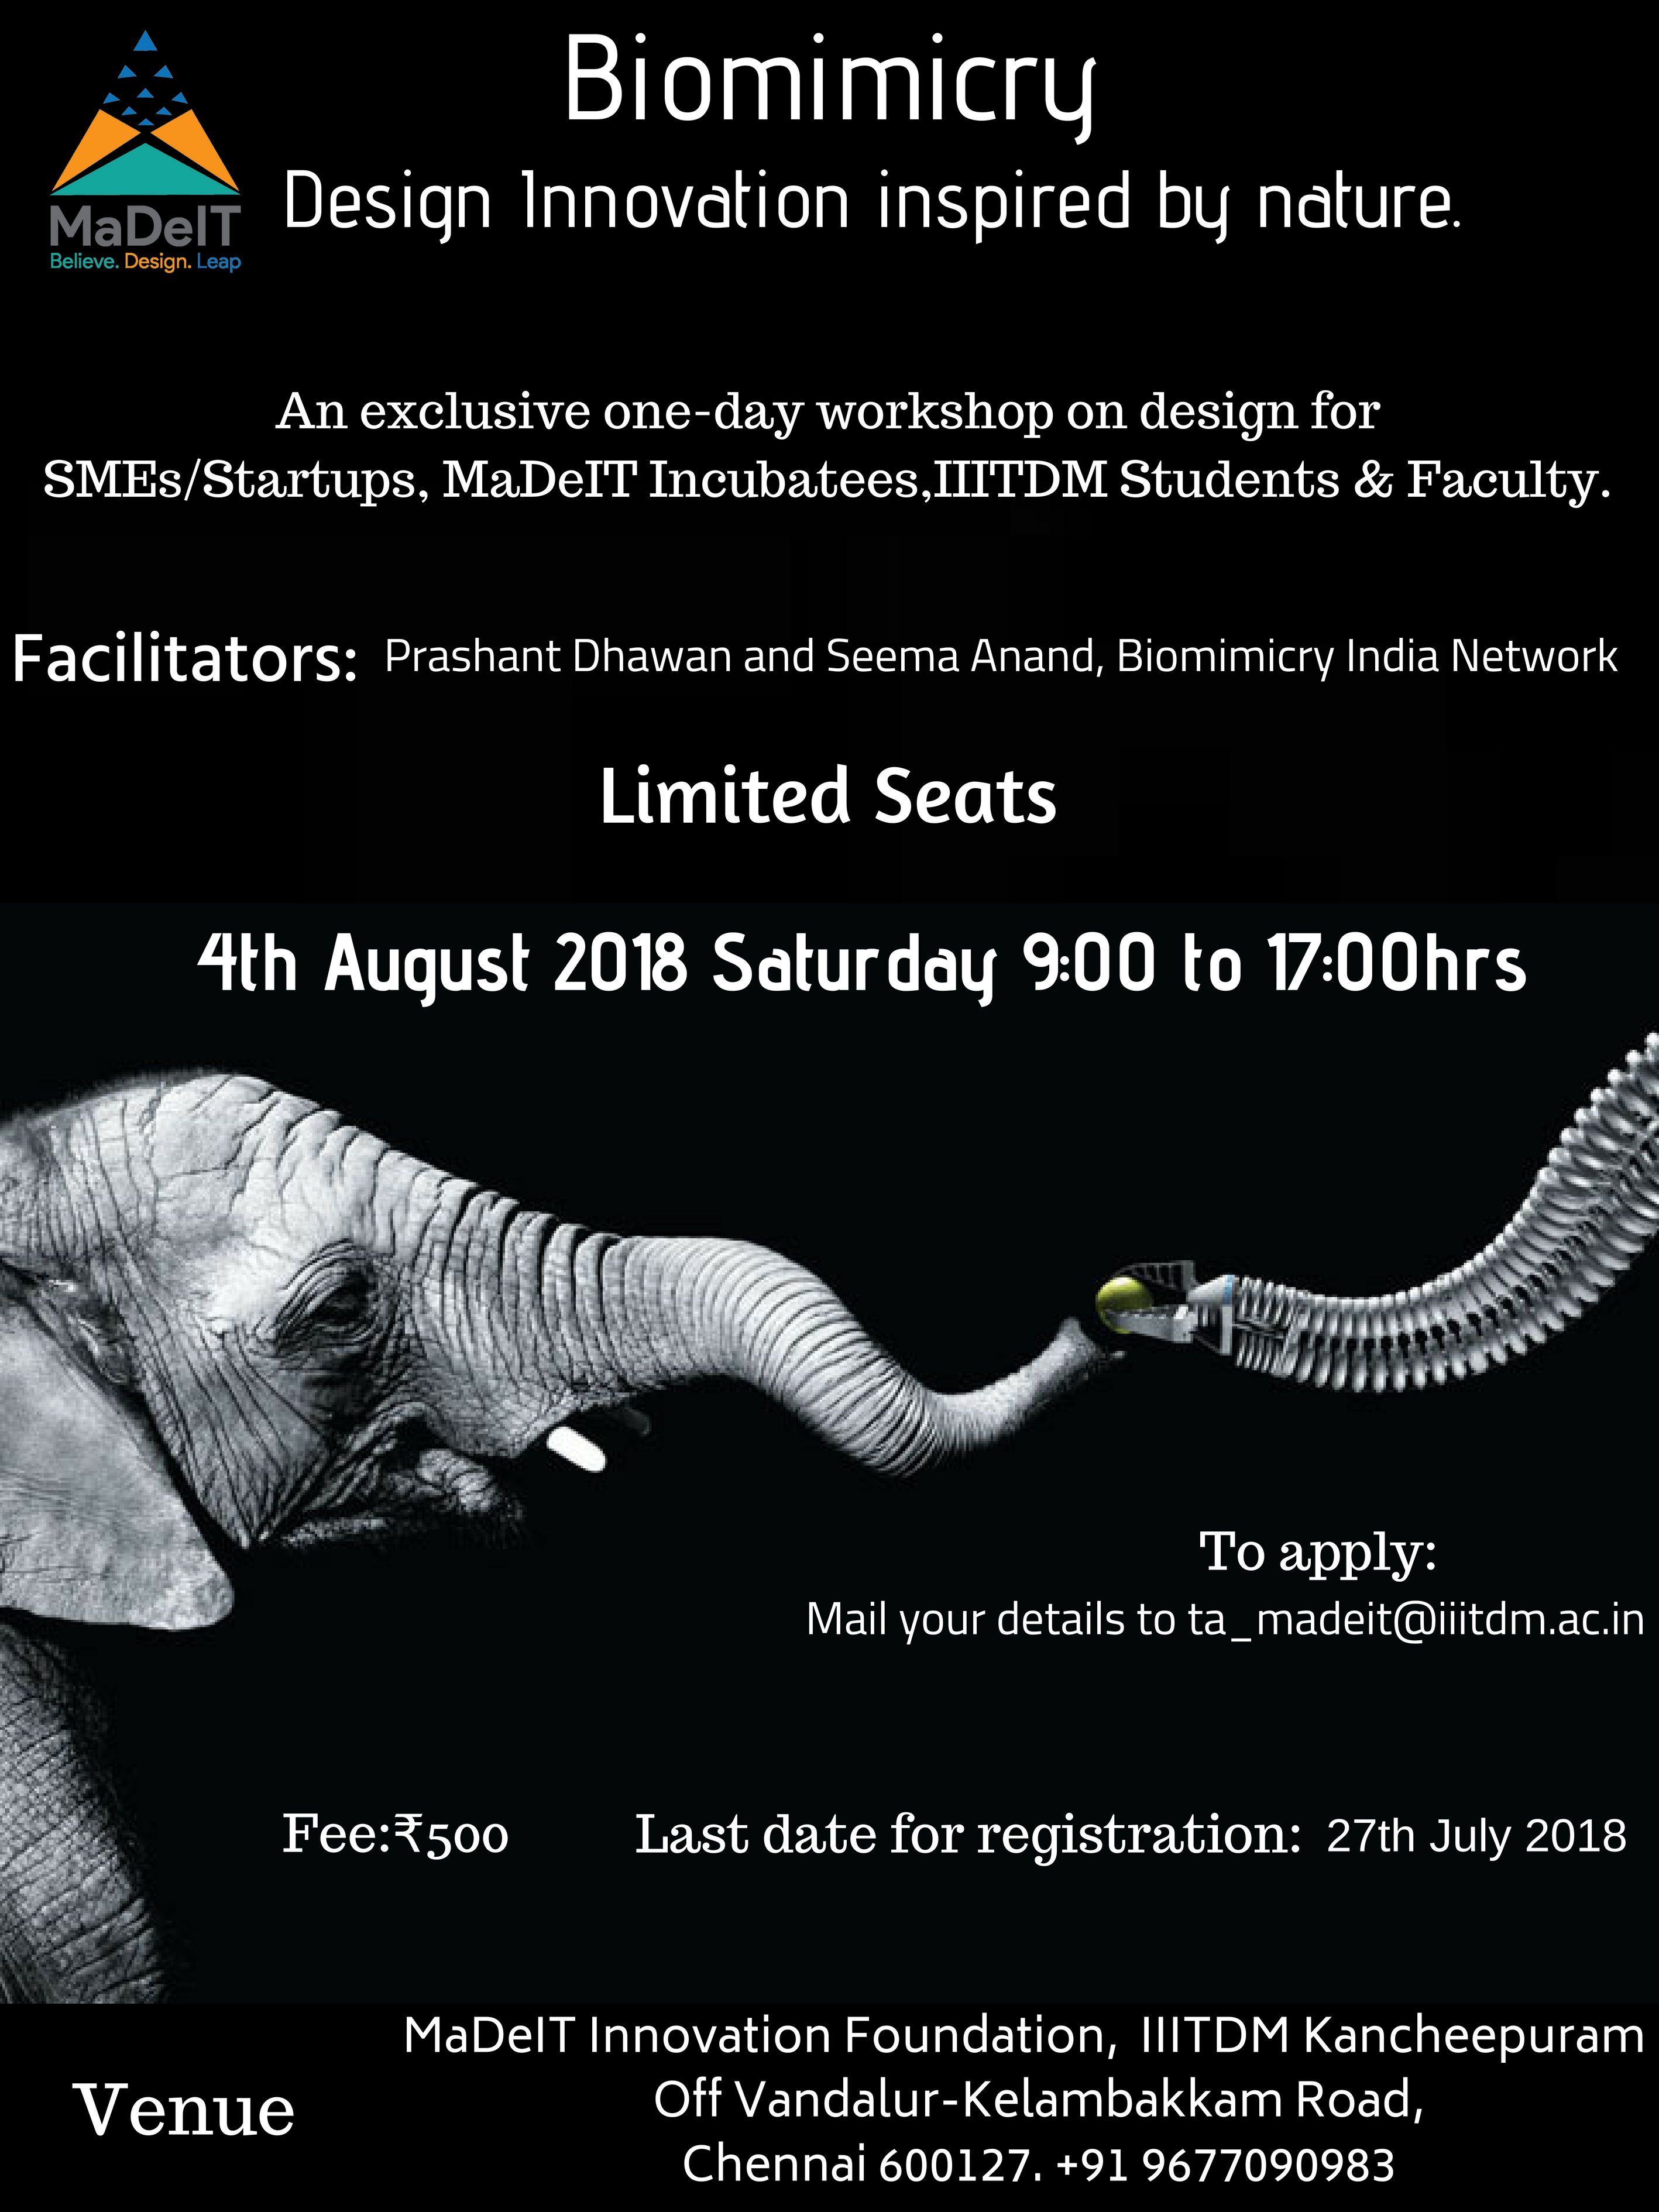 Biomimicry
Design Innovation inspired by nature.
MaDeIT
Believe. Design. Leap
An exclusive one-day workshop on design for
SMEs/Startups, MaDeIT Incubatees,IIITDM Students & Faculty.
Facilitators: Prashant Dhawan and Seema Anand, Biomimicry India Network
Limited Seats
4th August 2018 Saturday 9:00 to 17:00hrs
To apply:
Mail your details to ta_madeit@iiitdm.ac.in
Fee:₹500 Last date for registration: 27th July 2018
Venue
MaDeIT Innovation Foundation, IIITDM Kancheepuram
Off Vandalur-Kelambakkam Road,
Chennai 600127. +91 9677090983